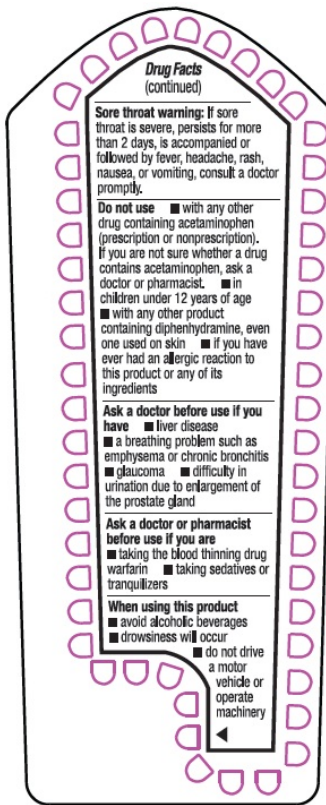 Drug Facts
(continued)
Sore throat warning: If sore
throat is severe, persists for more
than 2 days, is accompanied or
followed by fever, headache, rash,
nausea, or vomiting, consult a doctor
promptly.
Do not use ■ with any other
drug containing acetaminophen
(prescription or nonprescription).
If you are not sure whether a drug
contains acetaminophen, ask a
doctor or pharmacist. ■ in
children under 12 years of age
■ with any other product
containing diphenhydramine, even
one used on skin ■ if you have
ever had an allergic reaction to
this product or any of its
ingredients
Ask a doctor before use if you
have ■ liver disease
■ a breathing problem such as
emphysema or chronic bronchitis
■ glaucoma ■ difficulty in
urination due to enlargement of
the prostate gland
Ask a doctor or pharmacist
before use if you are
■ taking the blood thinning drug
warfarin ■ taking sedatives or
tranquilizers
When using this product
■ avoid alcoholic beverages
■ drowsiness will occur
■ do not drive
a motor
vehicle or
operate
machinery